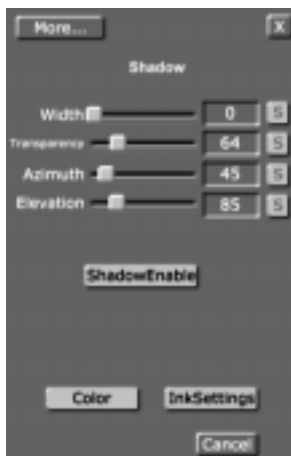 More... X
Shadow
Width 0 S
Transparency 64 S
Azimuth 45 S
Elevation 85 S
ShadowEnable
Color InkSettings
Cancel